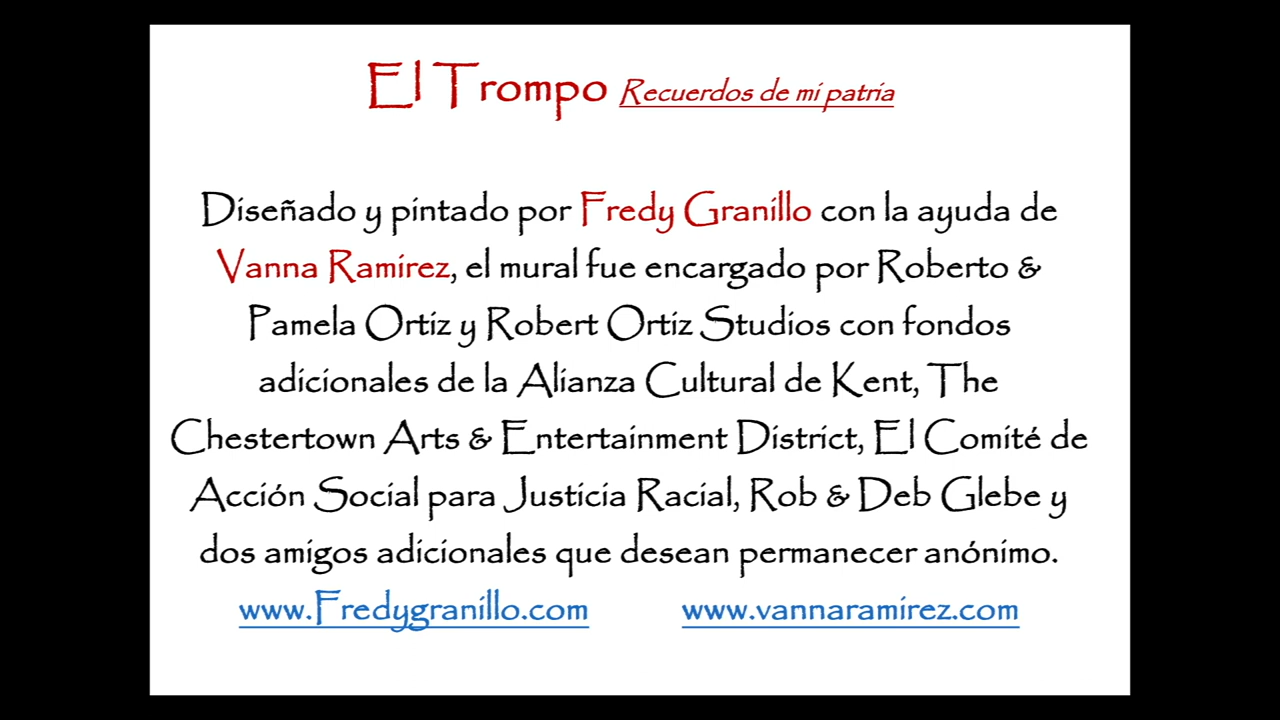 El Trompo Recuerdos de mi patria
Diseñado y pintado por Fredy Granillo con la ayuda de
Vanna Ramirez, el mural fue encargado por Roberto &
Pamela Ortiz y Robert Ortiz Studios con fondos
adicionales de la Alianza Cultural de Kent, The
Chestertown Arts & Entertainment District, El Comité de
Acción Social para Justicia Racial, Rob & Deb Glebe y
dos amigos adicionales que desean permanecer anónimo.
www.Fredygranillo.com www.vannaramirez.com